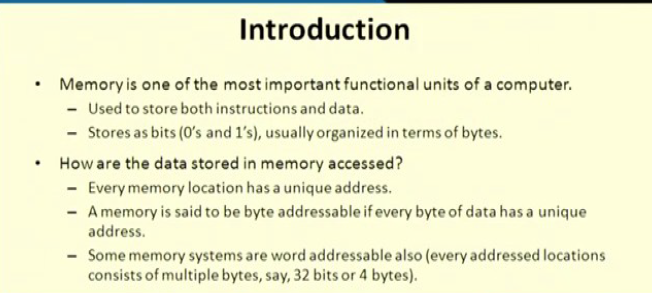 Introduction
• Memory is one of the most important functional units of a computer.
– Used to store both instructions and data.
– Stores as bits (0's and 1's), usually organized in terms of bytes.
• How are the data stored in memory accessed?
– Every memory location has a unique address.
– A memory is said to be byte addressable if every byte of data has a unique
address.
– Some memory systems are word addressable also (every addressed locations
consists of multiple bytes, say, 32 bits or 4 bytes).